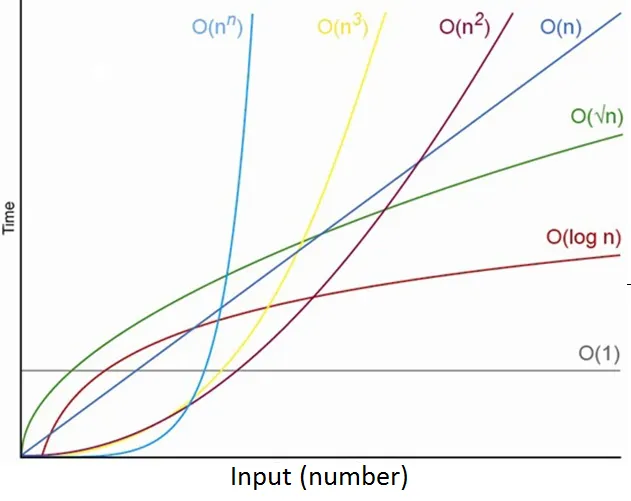 O(nⁿ)
O(n³)
O(n²)
O(n)
O(√n)
O(log n)
O(1)
Time
Input (number)